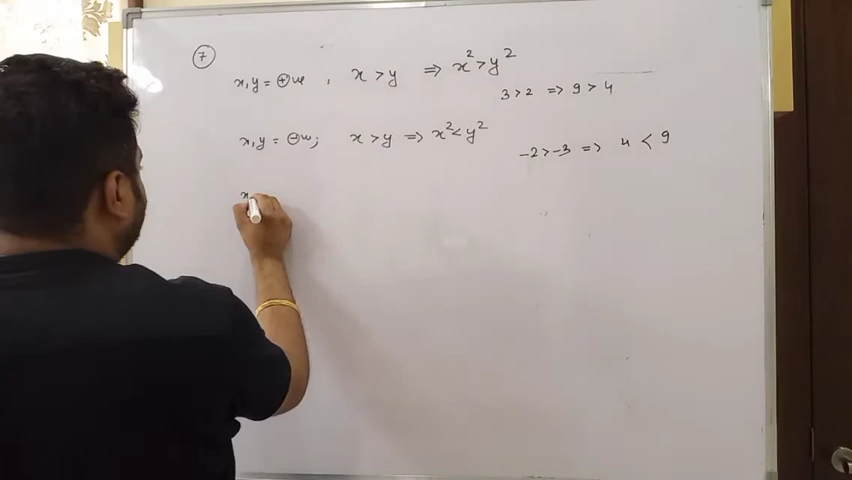 7
x, y = ⊕ve , x > y ⇒ x² > y²
3 > 2 ⇒ 9 > 4
x, y = ⊖ve ; x > y ⇒ x² < y²
-2 > -3 ⇒ 4 < 9
x